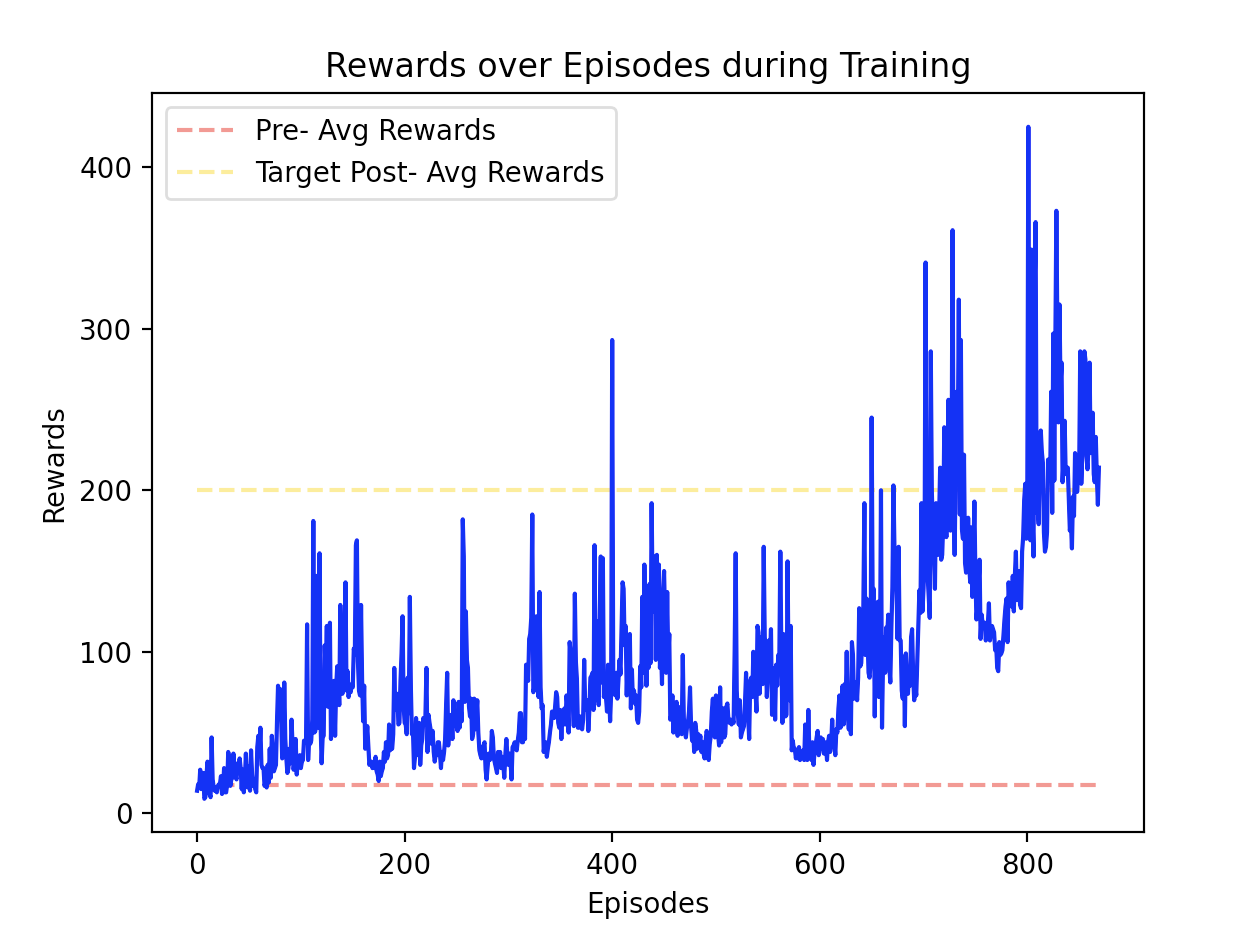 Rewards over Episodes during Training
Pre- Avg Rewards
Target Post- Avg Rewards
400
300
200
100
0
Rewards
0 200 400 600 800
Episodes